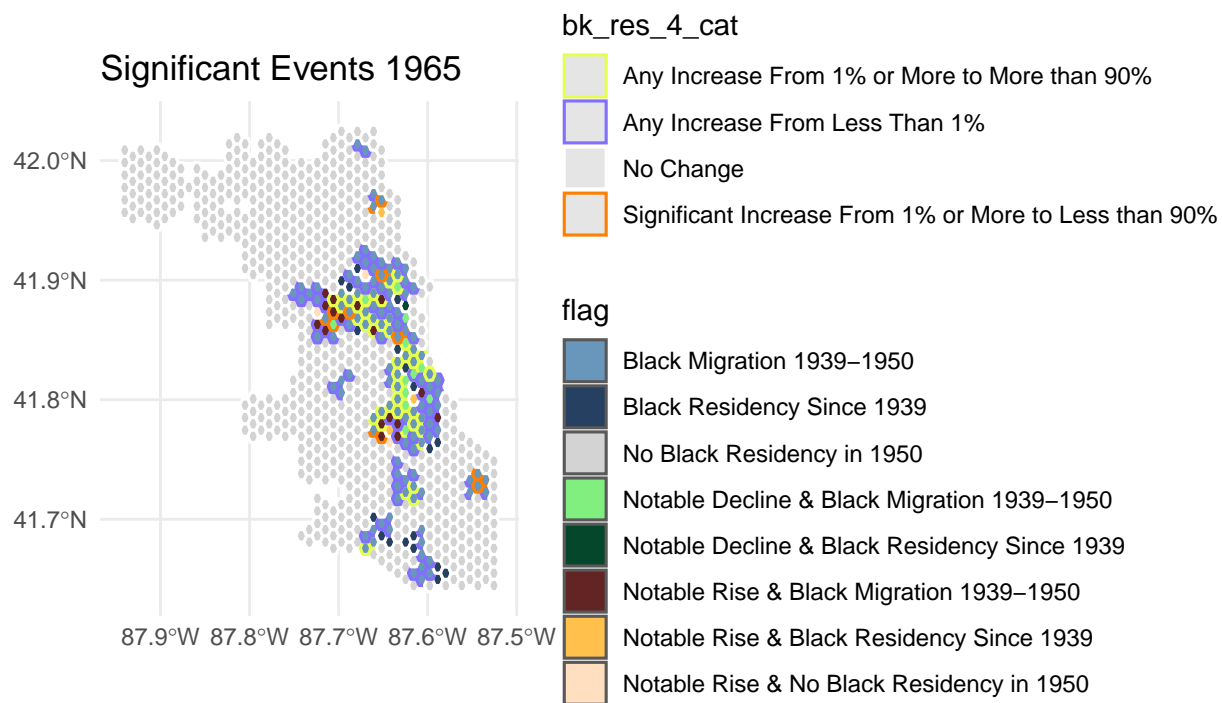 Significant Events 1965
42.0°N
41.9°N
41.8°N
41.7°N
87.9°W 87.8°W 87.7°W 87.6°W 87.5°W
bk_res_4_cat
Any Increase From 1% or More to More than 90%
Any Increase From Less Than 1%
No Change
Significant Increase From 1% or More to Less than 90%
flag
Black Migration 1939−1950
Black Residency Since 1939
No Black Residency in 1950
Notable Decline & Black Migration 1939−1950
Notable Decline & Black Residency Since 1939
Notable Rise & Black Migration 1939−1950
Notable Rise & Black Residency Since 1939
Notable Rise & No Black Residency in 1950